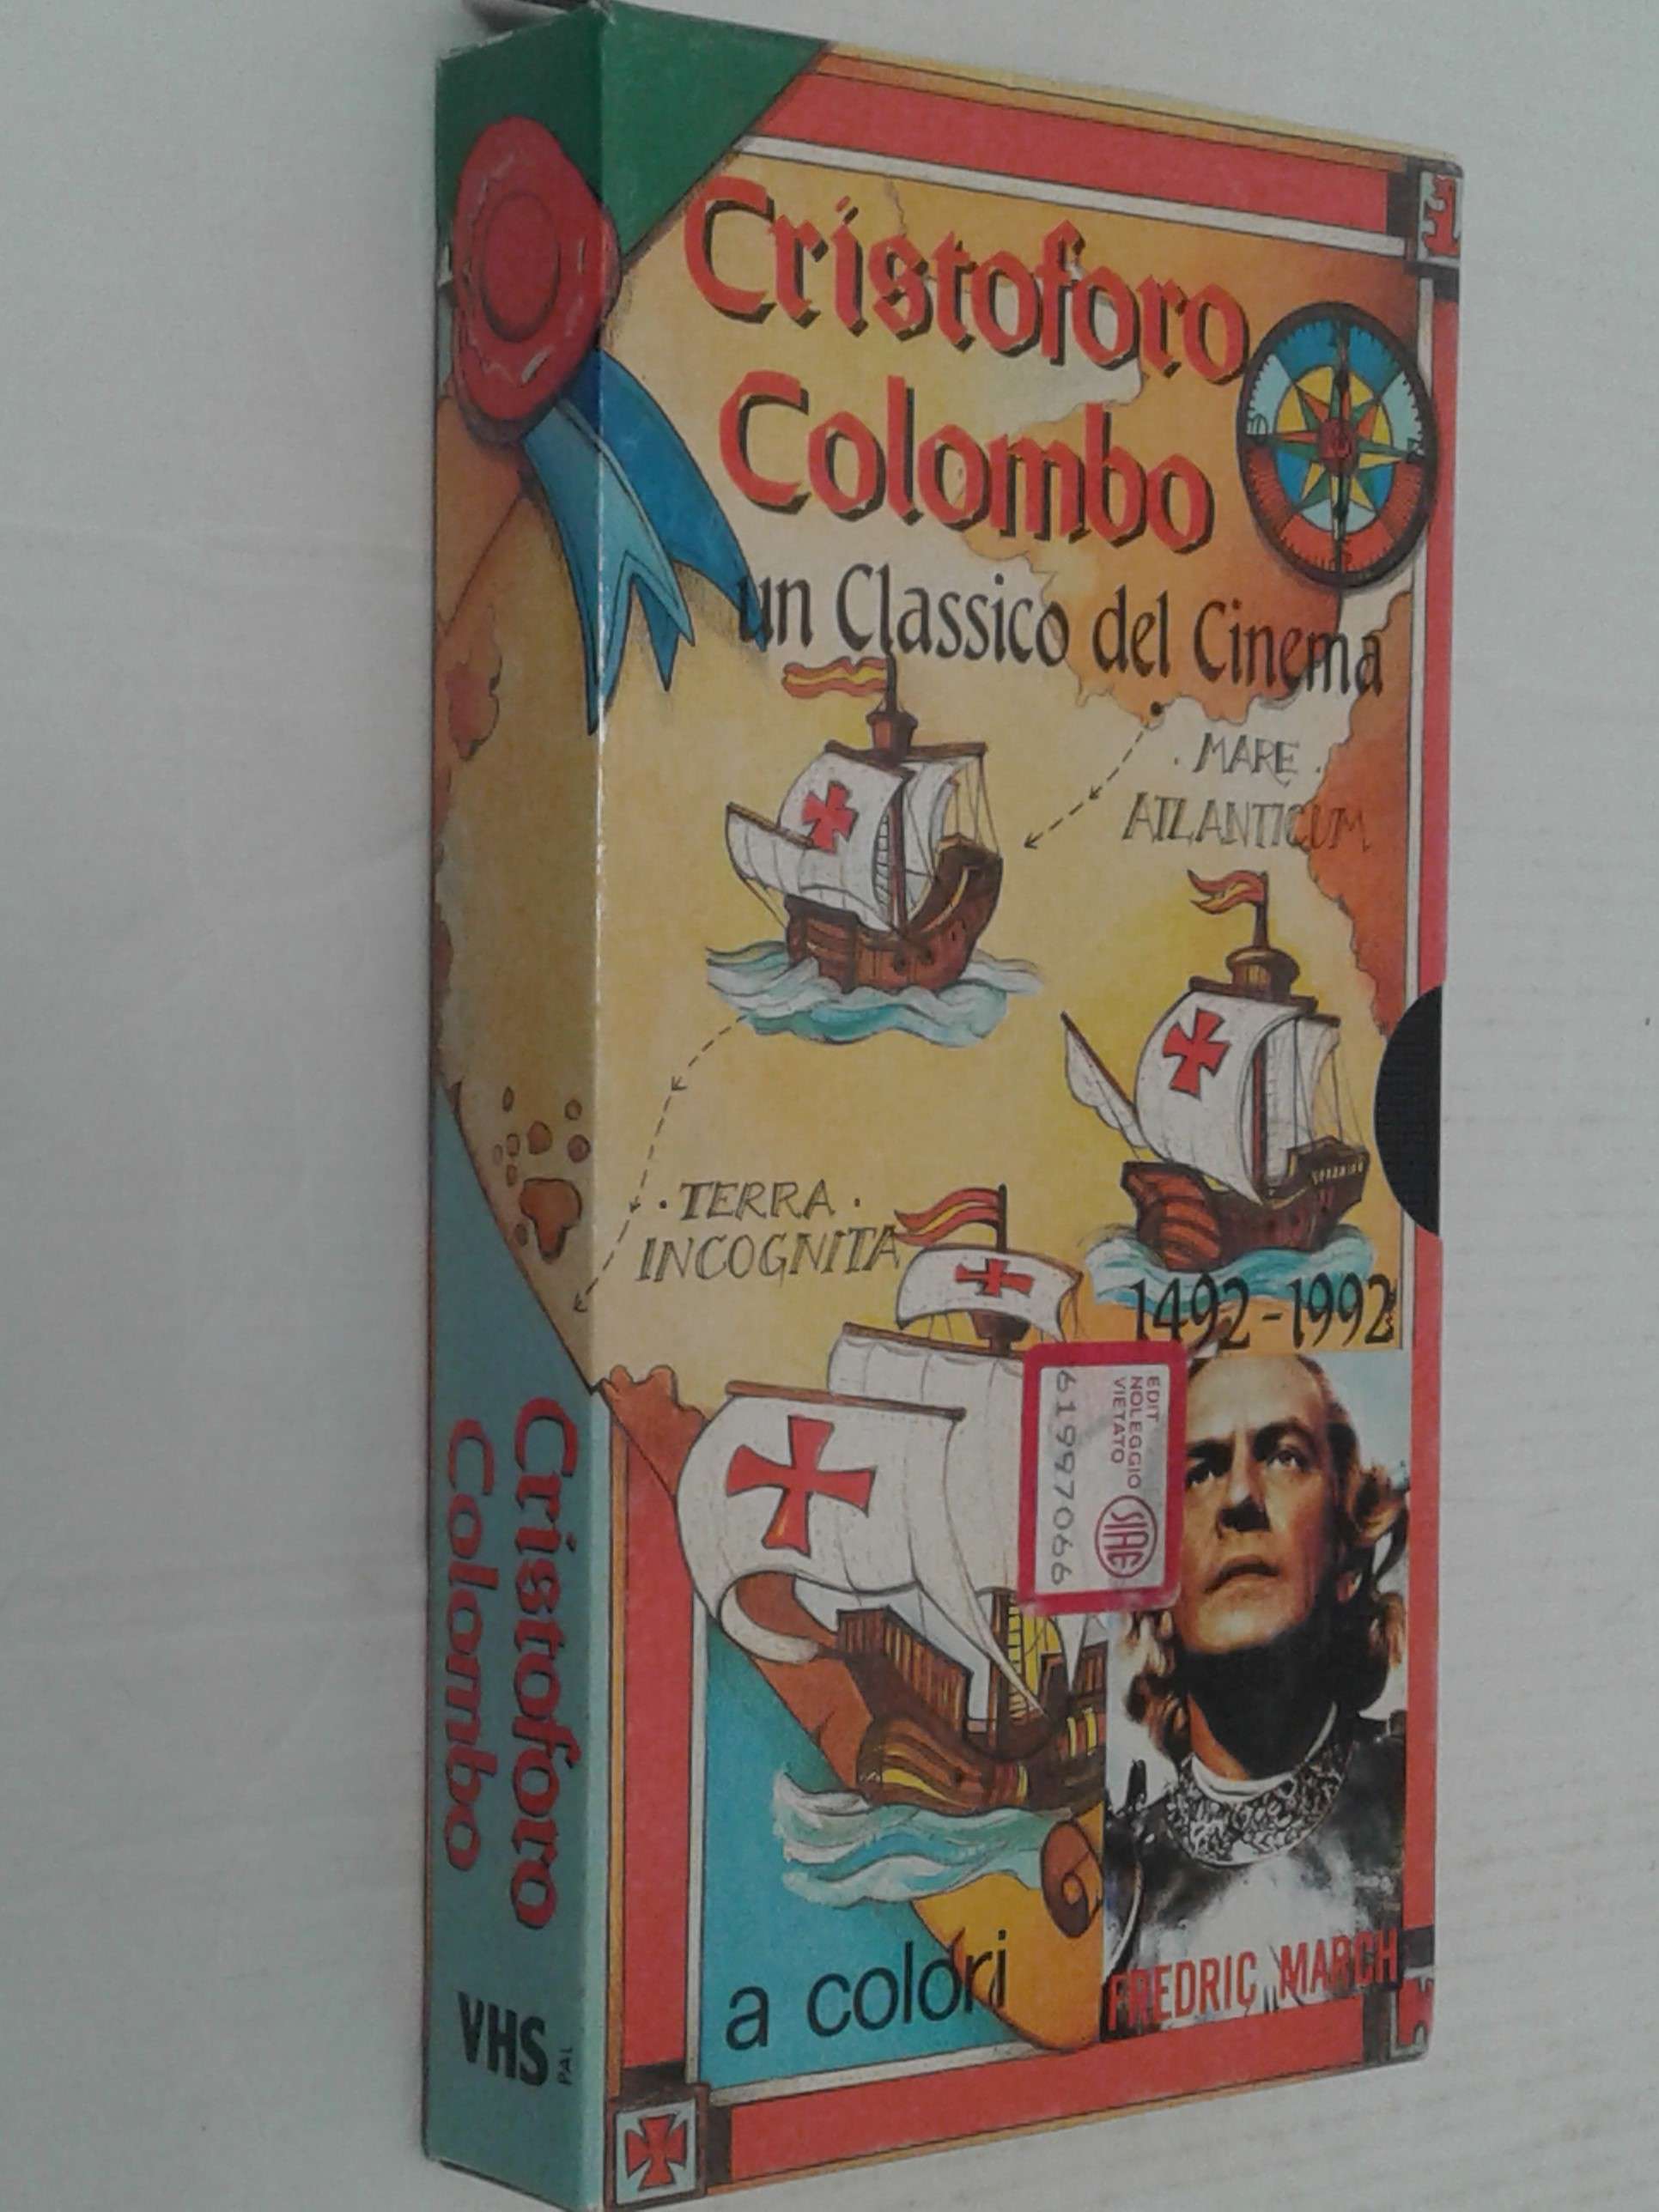 Cristoforo
Colombo
un Classico del Cinema
. MARE .
ATLANTICUM
. TERRA .
INCOGNITA
1492-1992
EDIT
NOLEGGIO
VIETATO
SIAE
61997066
FREDRIC MARCH
a colori
Cristoforo
Colombo
VHS
PAL